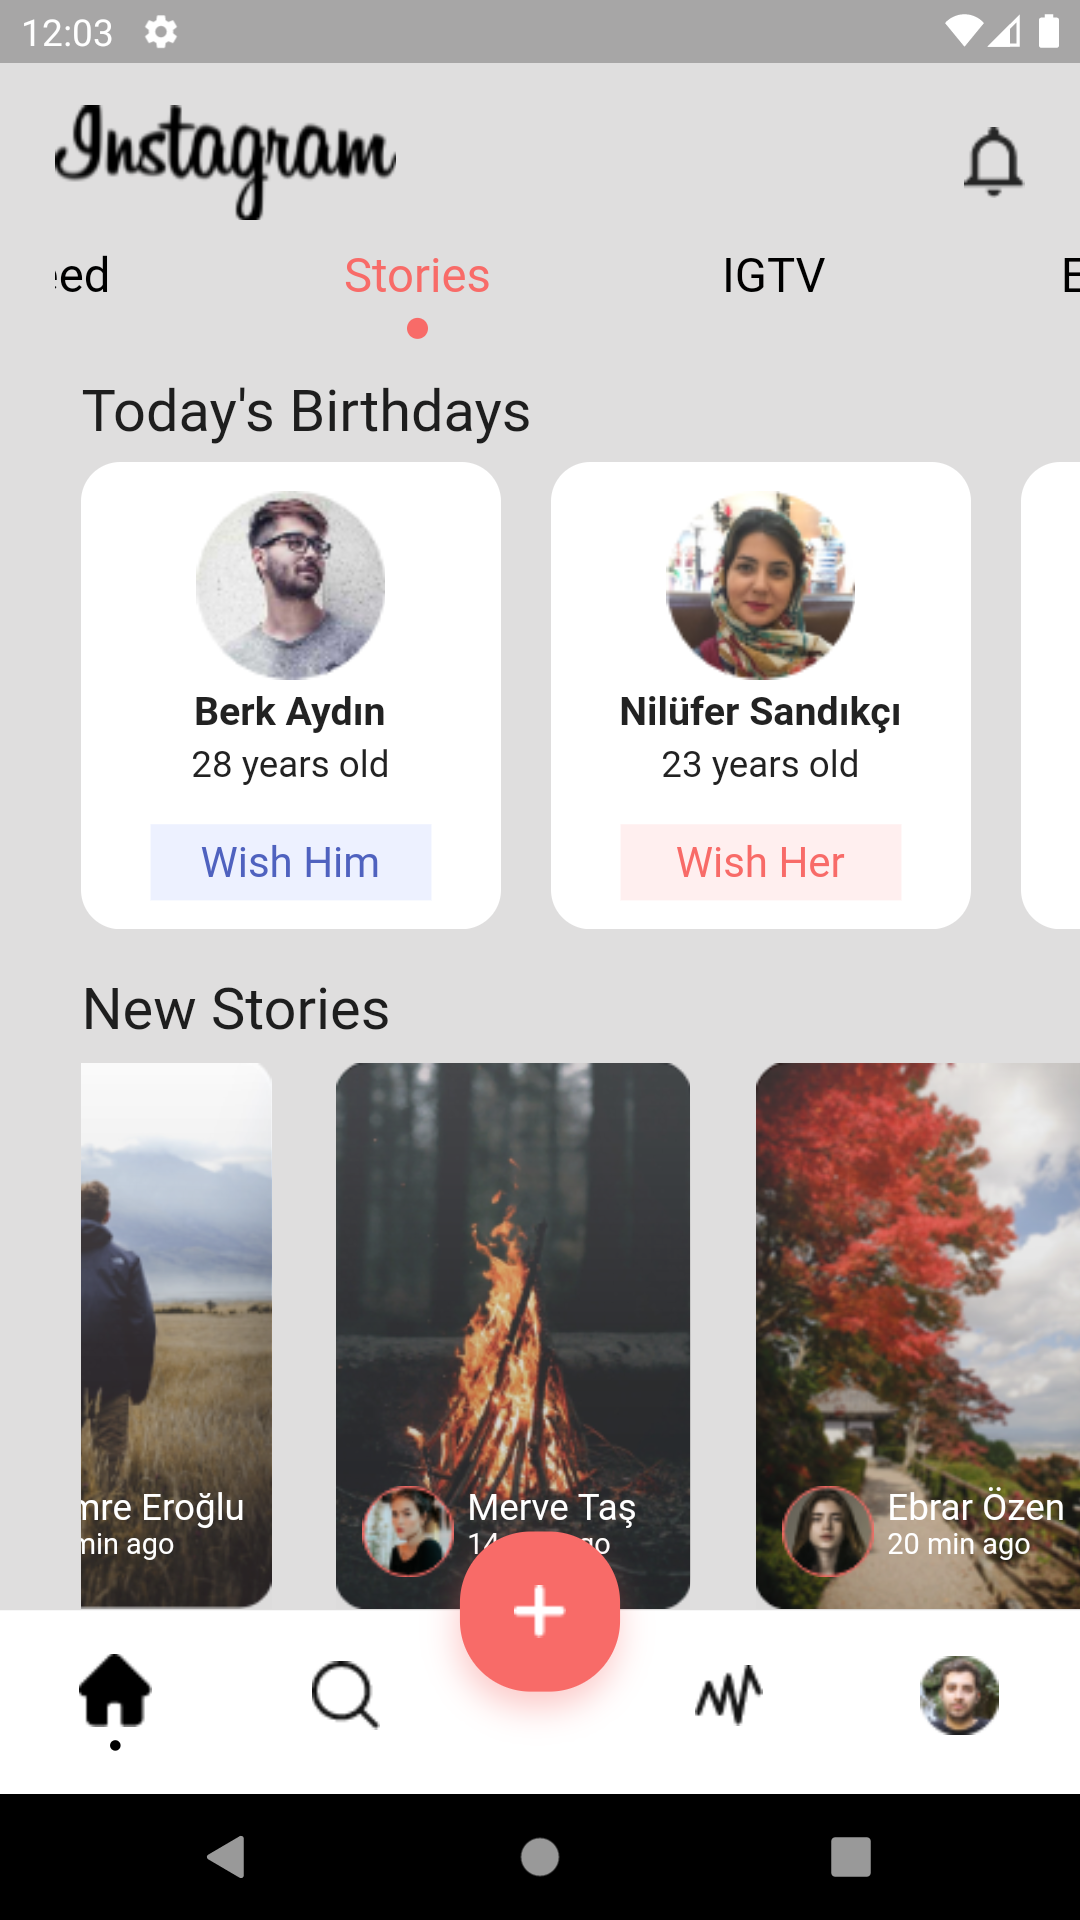 12:03
Instagram
ed
Stories
IGTV
Today's Birthdays
Berk Aydın
28 years old
Wish Him
Nilüfer Sandıkçı
23 years old
Wish Her
New Stories
mre Eroğlu
min ago
Merve Taş
14 go
Ebrar Özen
20 min ago